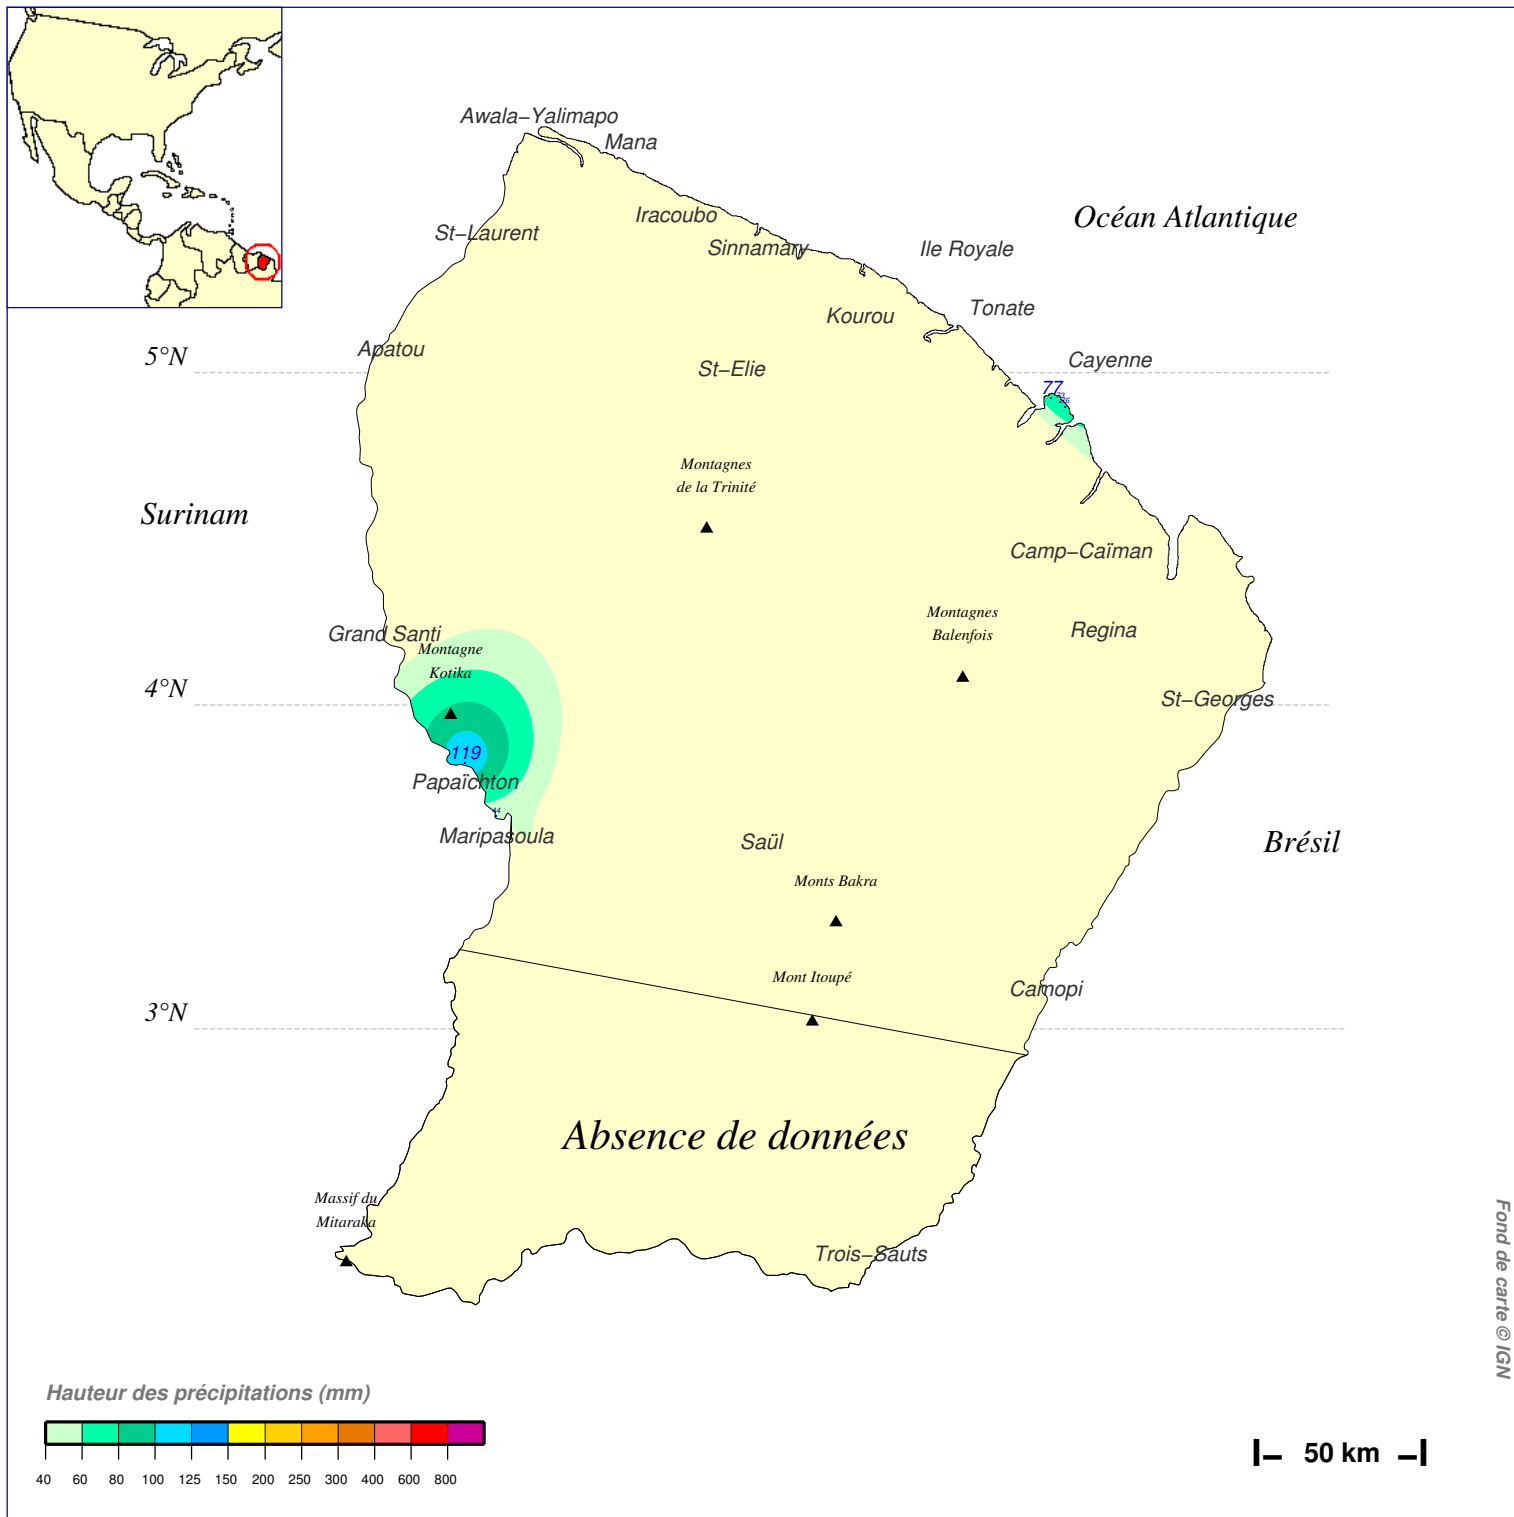 Awala−Yalimapo
Mana
Iracoubo
St−Laurent
Sinnamary
Océan Atlantique
Ile Royale
Tonate
Kourou
Apatou
5°N
St−Elie
Cayenne
77
Montagnes
de la Trinité
Surinam
Camp−Caïman
Montagnes
Balenfois
Regina
Grand Santi
Montagne
Kotika
4°N
St−Georges
119
Papaïchton
44
Maripasoula
Saül
Brésil
Monts Bakra
Mont Itoupé
Camopi
3°N
Absence de données
Massif du
Mitaraka
Trois−Sauts
Fond de carte © IGN
Hauteur des précipitations (mm)
40 60 80 100 125 150 200 250 300 400 600 800
50 km